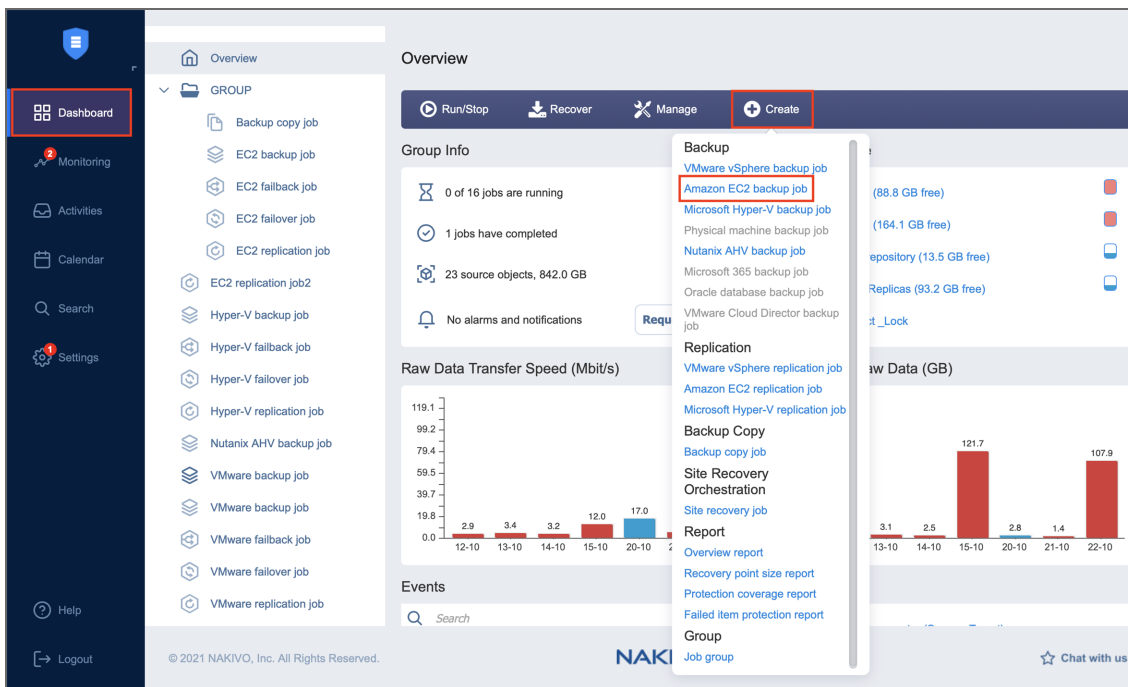 Dashboard
2
Monitoring
Activities
Calendar
Search
1
Settings
Help
Logout
Overview
GROUP
Backup copy job
EC2 backup job
EC2 failback job
EC2 failover job
EC2 replication job
EC2 replication job2
Hyper-V backup job
Hyper-V failback job
Hyper-V failover job
Hyper-V replication job
Nutanix AHV backup job
VMware backup job
VMware backup job
VMware failback job
VMware failover job
VMware replication job
Overview
Run/Stop Recover Manage Create
Group Info
0 of 16 jobs are running
1 jobs have completed
23 source objects, 842.0 GB
No alarms and notifications
Requ
Backup
VMware vSphere backup job
Amazon EC2 backup job
Microsoft Hyper-V backup job
Physical machine backup job
Nutanix AHV backup job
Microsoft 365 backup job
Oracle database backup job
VMware Cloud Director backup
job
Replication
VMware vSphere replication job
Amazon EC2 replication job
Microsoft Hyper-V replication job
Backup Copy
Backup copy job
Site Recovery
Orchestration
Site recovery job
Report
Overview report
Recovery point size report
Protection coverage report
Failed item protection report
Group
Job group
(88.8 GB free)
(164.1 GB free)
epository (13.5 GB free)
Replicas (93.2 GB free)
ct _Lock
Raw Data Transfer Speed (Mbit/s)
119.1
99.2
79.4
59.5
39.7
19.8
0.0
2.9 3.4 3.2 12.0 17.0
12-10 13-10 14-10 15-10 20-10 2
aw Data (GB)
3.1 2.5 121.7 2.8 1.4 107.9
13-10 14-10 15-10 20-10 21-10 22-10
Events
Search
© 2021 NAKIVO, Inc. All Rights Reserved.
NAKI
Chat with us